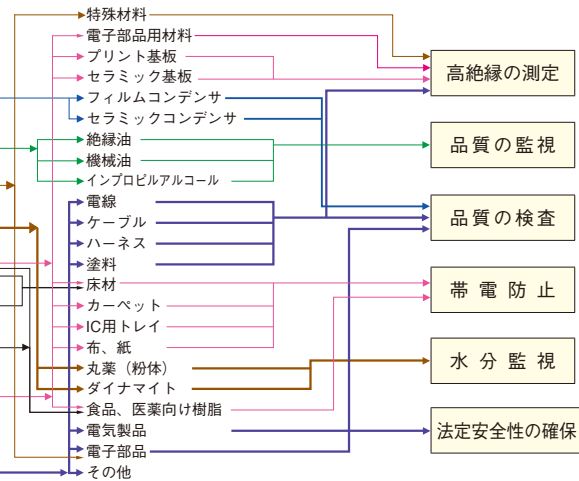 特殊材料
電子部品用材料
プリント基板
セラミック基板
フィルムコンデンサ
セラミックコンデンサ
絶縁油
機械油
インプロピルアルコール
電線
ケーブル
ハーネス
塗料
床材
カーペット
IC用トレイ
布、紙
丸薬（粉体）
ダイナマイト
食品、医薬向け樹脂
電気製品
電子部品
その他
高絶縁の測定
品質の監視
品質の検査
帯電防止
水分監視
法定安全性の確保